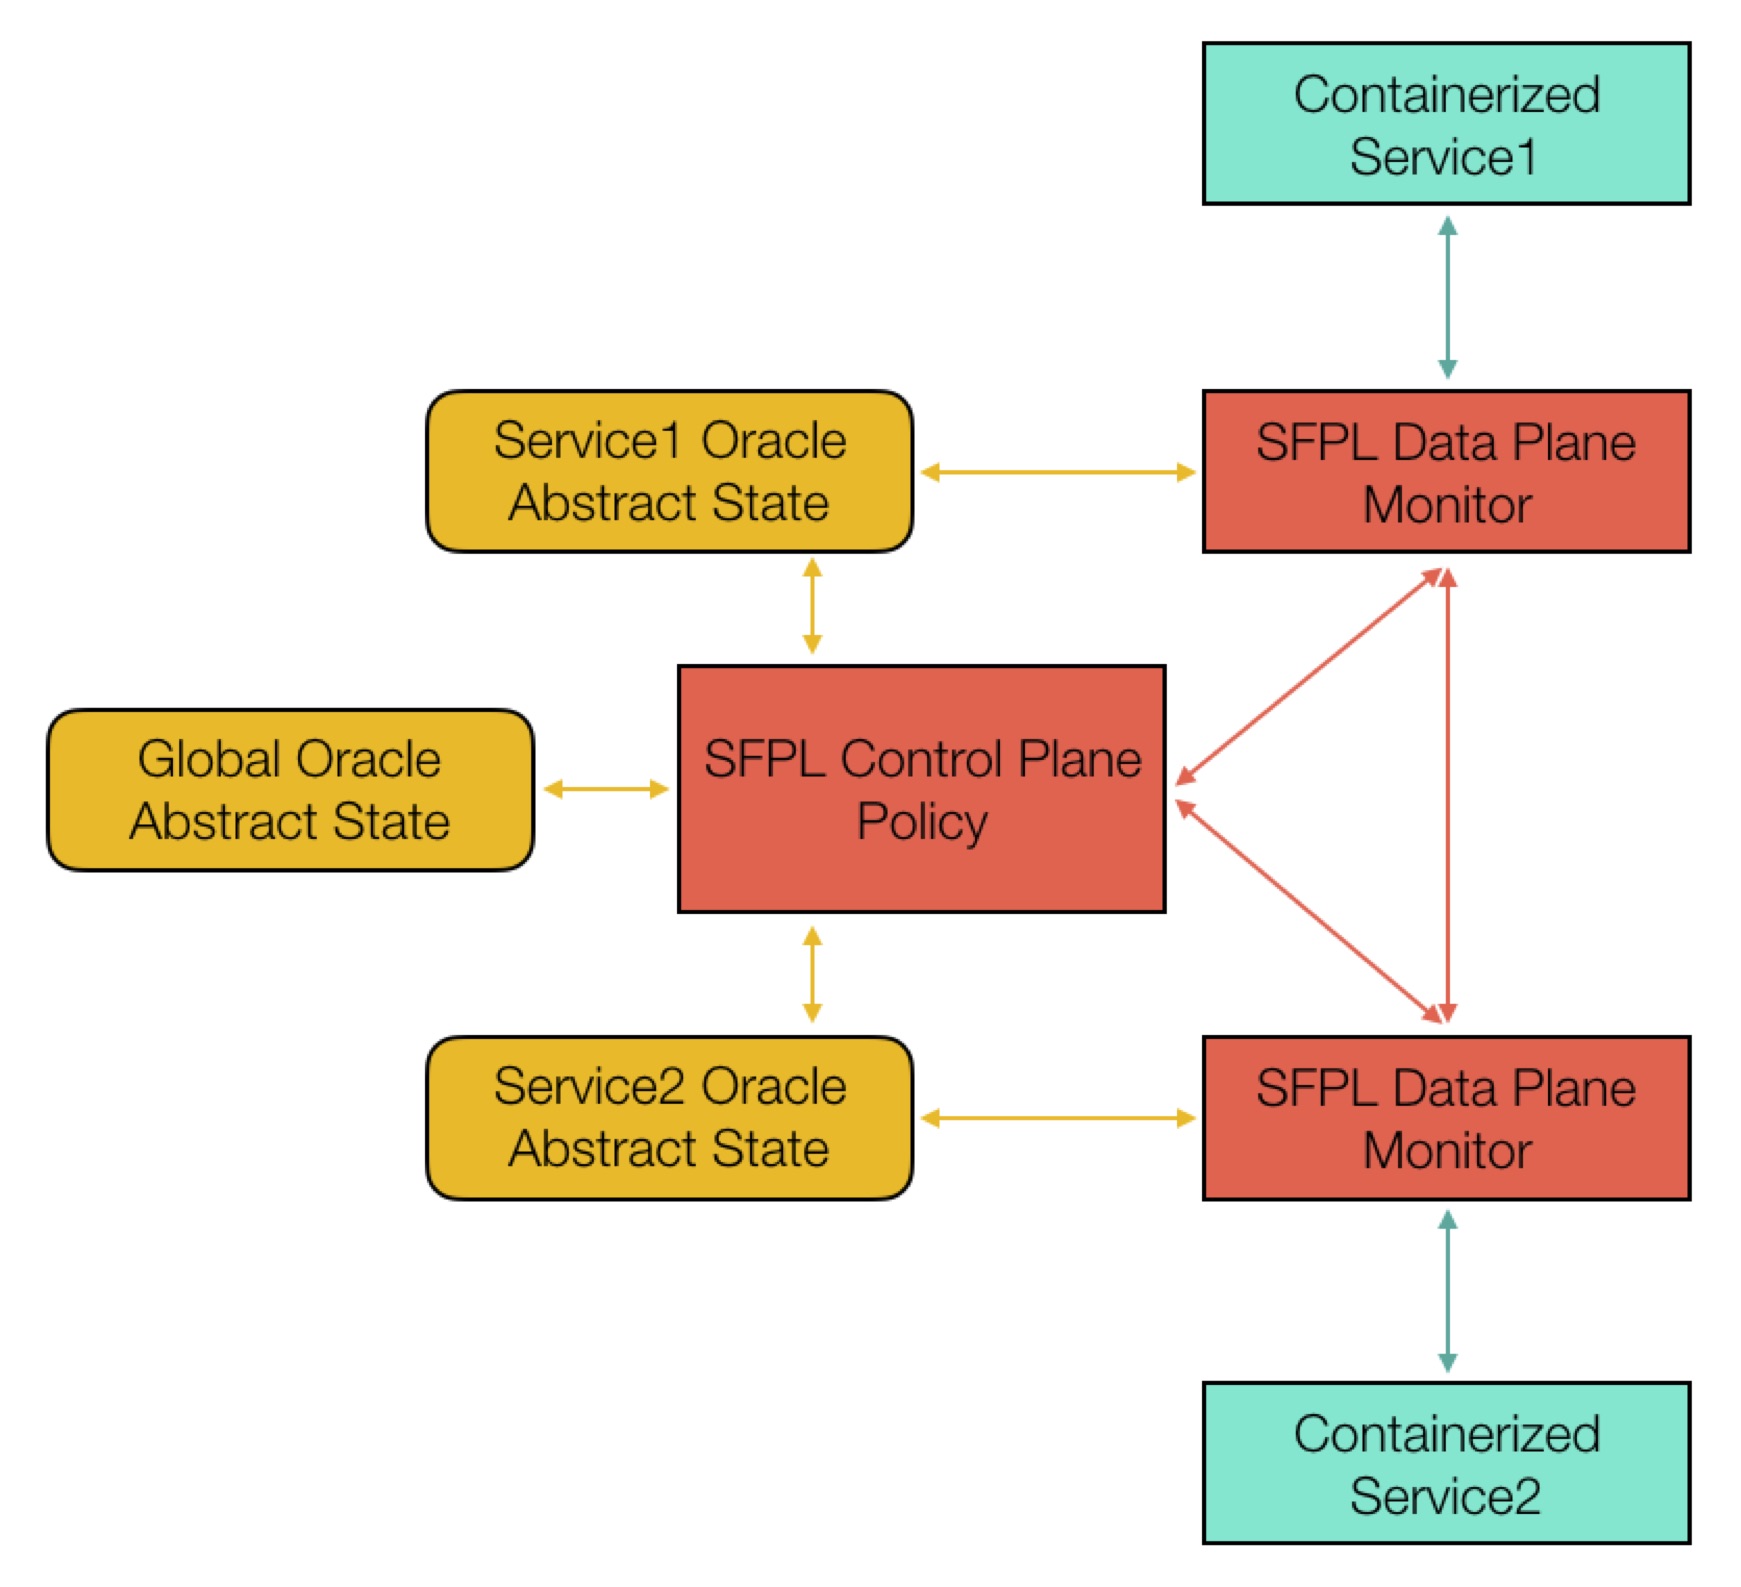 Containerized
Service1
Service1 Oracle
Abstract State
SFPL Data Plane
Monitor
Global Oracle
Abstract State
SFPL Control Plane
Policy
Service2 Oracle
Abstract State
SFPL Data Plane
Monitor
Containerized
Service2